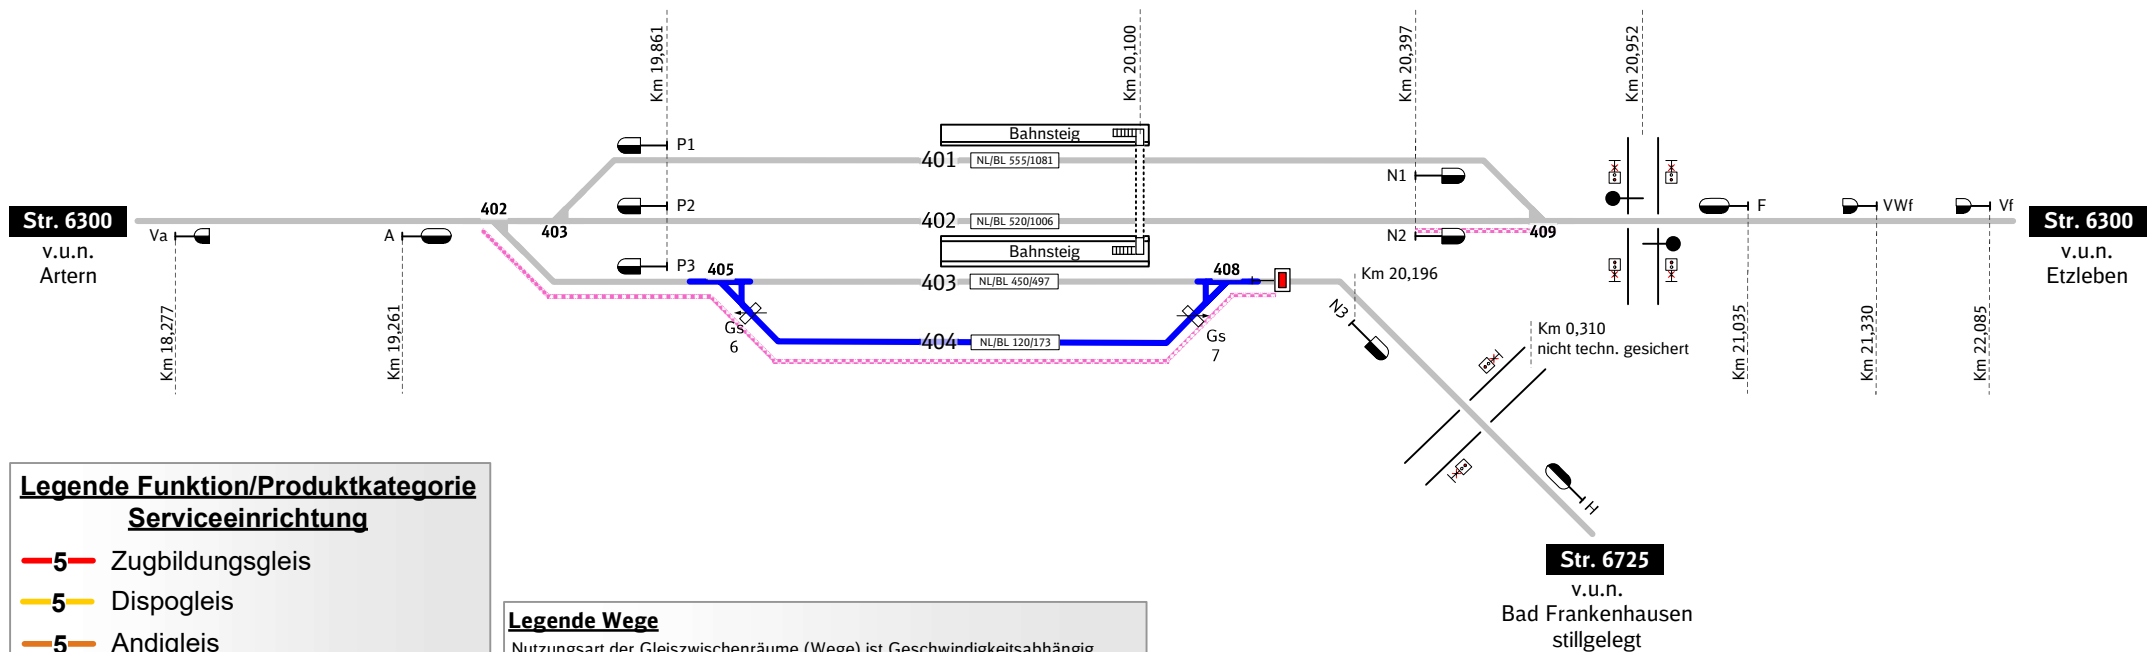 Km 19,861
Km 20,100
Km 20,397
Km 20,952
Bahnsteig
P1
401 NL/BL 555/1081
N1
402
P2
F
VWf
Vf
Str. 6300
v.u.n.
Artern
Va
A
403
402 NL/BL 520/1006
N2
409
Str. 6300
v.u.n.
Etzleben
Bahnsteig
P3
405
403 NL/BL 450/497
408
Km 20,196
N3
Km 18,277
Km 19,261
Gs
6
404 NL/BL 120/173
Gs
7
Km 0,310
nicht techn. gesichert
Km 21,035
Km 21,330
Km 22,085
H
Str. 6725
v.u.n.
Bad Frankenhausen
stillgelegt
Legende Funktion/Produktkategorie
Serviceeinrichtung
5 Zugbildungsgleis
5 Dispogleis
5 Andigleis
Legende Wege
Nutzungsart der Gleiszwischenräume (Wege) ist Geschwindigkeitsabhängig